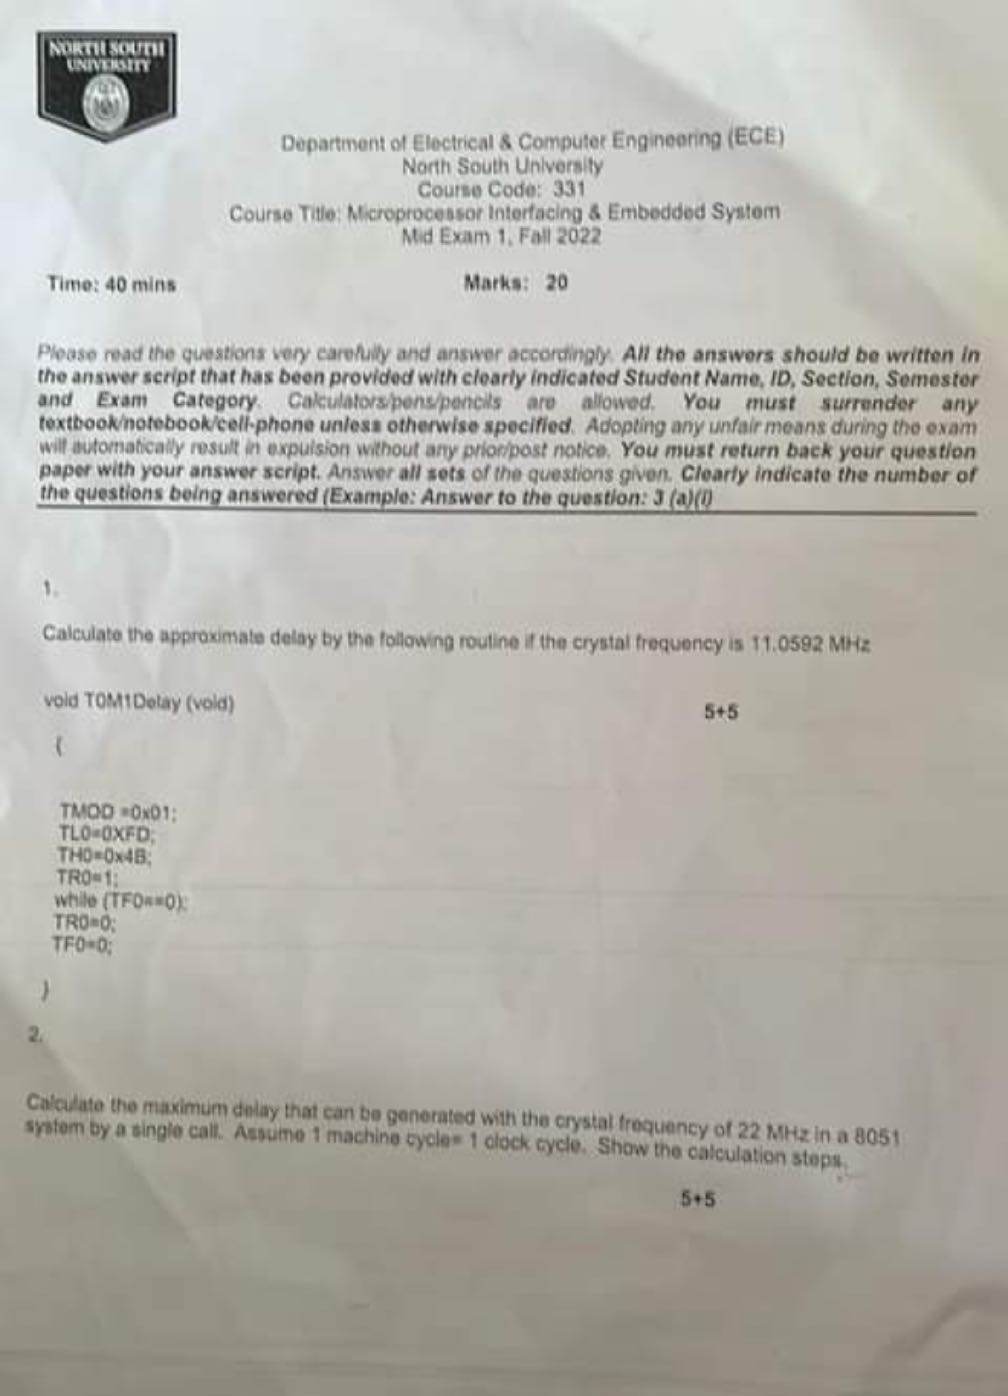 NORTH SOUTH
UNIVERSITY
Department of Electrical & Computer Engineering (ECE)
North South University
Course Code: 331
Course Title: Microprocessor Interfacing & Embedded System
Mid Exam 1, Fall 2022
Time: 40 mins Marks: 20
Please read the questions very carefully and answer accordingly. All the answers should be written in
the answer script that has been provided with clearly indicated Student Name, ID, Section, Semester
and Exam Category. Calculators/pens/pencils are allowed. You must surrender any
textbook/notebook/cell-phone unless otherwise specified. Adopting any unfair means during the exam
will automatically result in expulsion without any prior/post notice. You must return back your question
paper with your answer script. Answer all sets of the questions given. Clearly indicate the number of
the questions being answered (Example: Answer to the question: 3 (a)(i)
1.
Calculate the approximate delay by the following routine if the crystal frequency is 11.0592 MHz
void T0M1Delay (void) 5+5
{
TMOD =0x01;
TL0=0XFD;
TH0=0x4B;
TR0=1;
while (TF0==0);
TR0=0;
TF0=0;
}
2.
Calculate the maximum delay that can be generated with the crystal frequency of 22 MHz in a 8051
system by a single call. Assume 1 machine cycle= 1 clock cycle. Show the calculation steps.
5+5